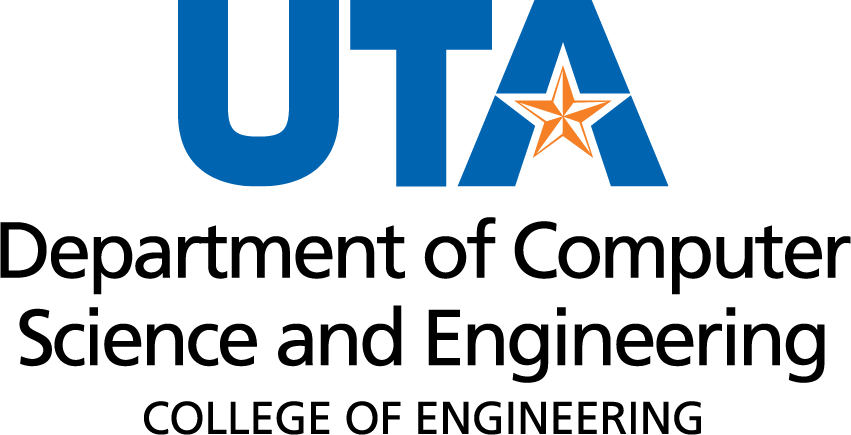 UTA
Department of Computer
Science and Engineering
COLLEGE OF ENGINEERING